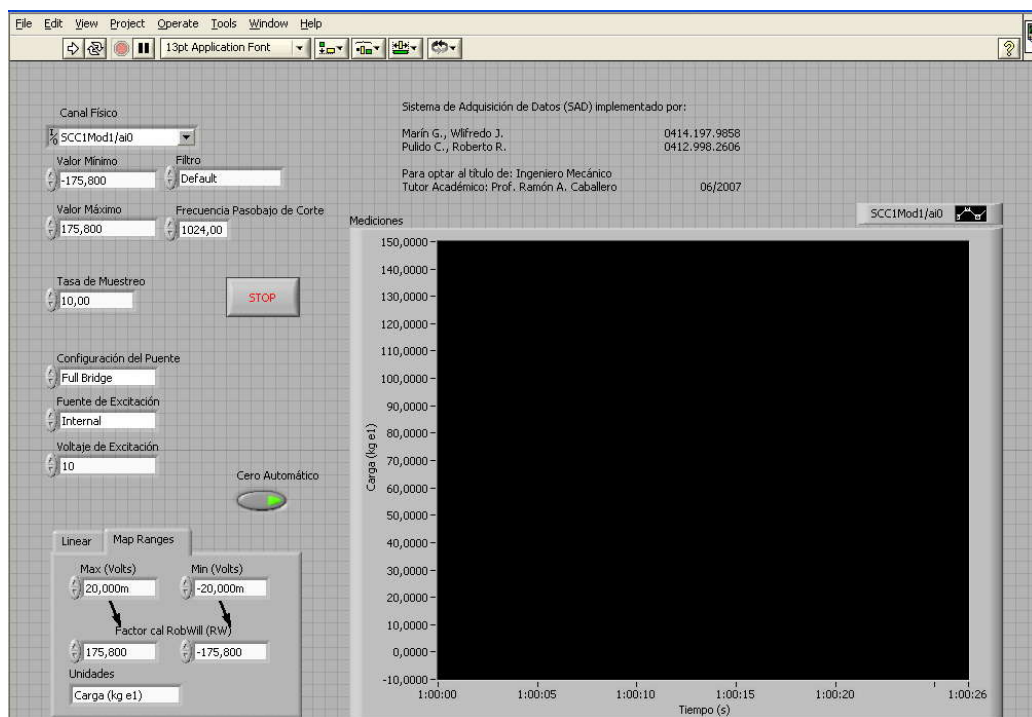 File Edit View Project Operate Tools Window Help
13pt Application Font
?
Sistema de Adquisición de Datos (SAD) implementado por:
Marín G., Wlifredo J. 0414.197.9858
Pulido C., Roberto R. 0412.998.2606
Para optar al título de: Ingeniero Mecánico
Tutor Académico: Prof. Ramón A. Caballero 06/2007
Canal Físico
I/O SCC1Mod1/ai0
Valor Mínimo Filtro
-175,800 Default
Valor Máximo Frecuencia Pasobajo de Corte
175,800 1024,00
Tasa de Muestreo
10,00
STOP
Configuración del Puente
Full Bridge
Fuente de Excitación
Internal
Voltaje de Excitación
10
Cero Automático
Linear Map Ranges
Max (Volts) Min (Volts)
20,000m -20,000m
Factor cal RobWill (RW)
175,800 -175,800
Unidades
Carga (kg e1)
Mediciones
SCC1Mod1/ai0
Carga (kg e1)
150,0000
140,0000
130,0000
120,0000
110,0000
100,0000
90,0000
80,0000
70,0000
60,0000
50,0000
40,0000
30,0000
20,0000
10,0000
0,0000
-10,0000
1:00:00 1:00:05 1:00:10 1:00:15 1:00:20 1:00:26
Tiempo (s)